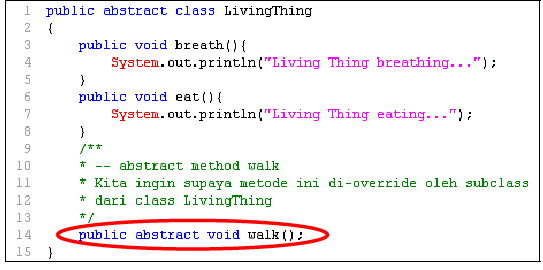 1 public abstract class LivingThing
2 {
3 public void breath(){
4 System.out.println("Living Thing breathing...");
5 }
6 public void eat(){
7 System.out.println("Living Thing eating...");
8 }
9 /**
10 * -- abstract method walk
11 * Kita ingin supaya metode ini di-override oleh subclass
12 * dari class LivingThing
13 */
14 public abstract void walk();
15 }